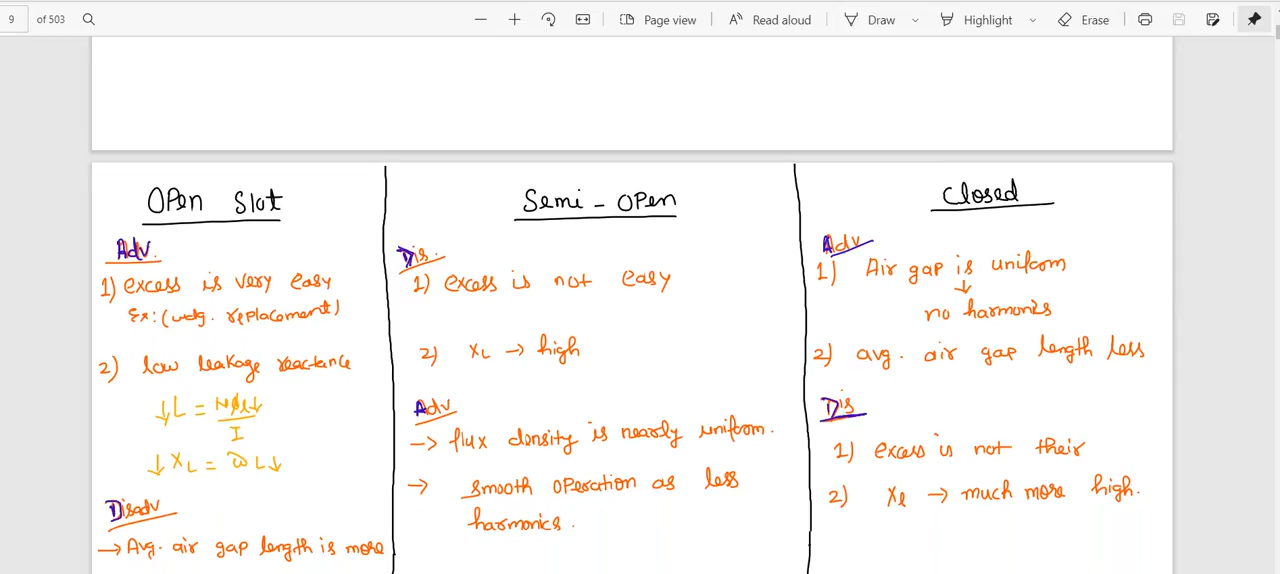 9 of 503 Page view Read aloud Draw Highlight Erase
Open Slot
Adv.
1) excess is very easy
Ex: (wdg. replacement)
2) low leakage reactance
↓L = Nϕl↓ / I
↓ XL = ω L↓
Disadv
→ Avg. air gap length is more
Semi - Open
Dis.
1) excess is not easy
2) XL → high
Adv
→ flux density is nearly uniform.
→ smooth operation as less
harmonics.
Closed
Adv
1) Air gap is uniform
↓
no harmonics
2) avg. air gap length less
Dis
1) excess is not their
2) Xl → much more high.